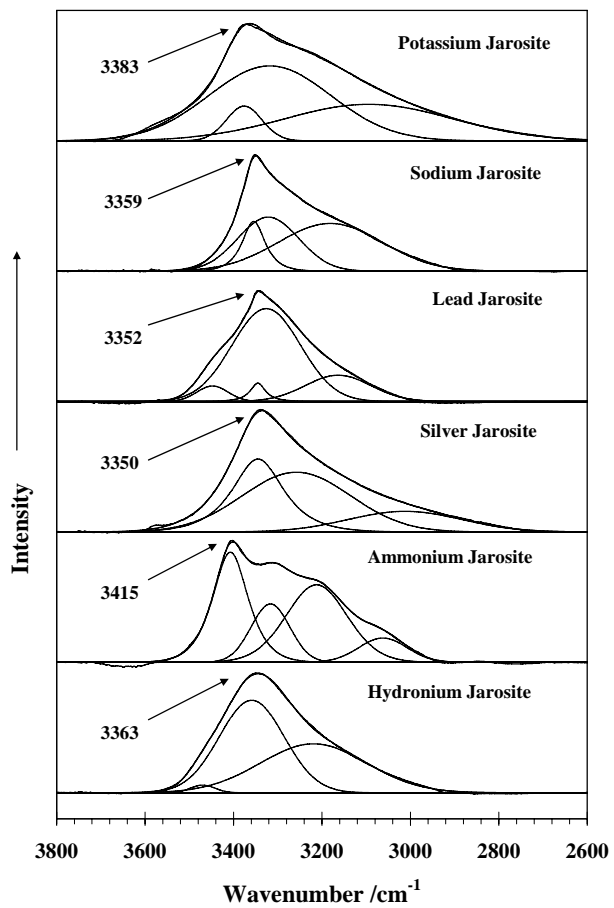 Potassium Jarosite
3383
Sodium Jarosite
3359
Lead Jarosite
3352
Silver Jarosite
3350
Ammonium Jarosite
3415
Hydronium Jarosite
3363
Intensity
3800 3600 3400 3200 3000 2800 2600
Wavenumber /cm⁻¹